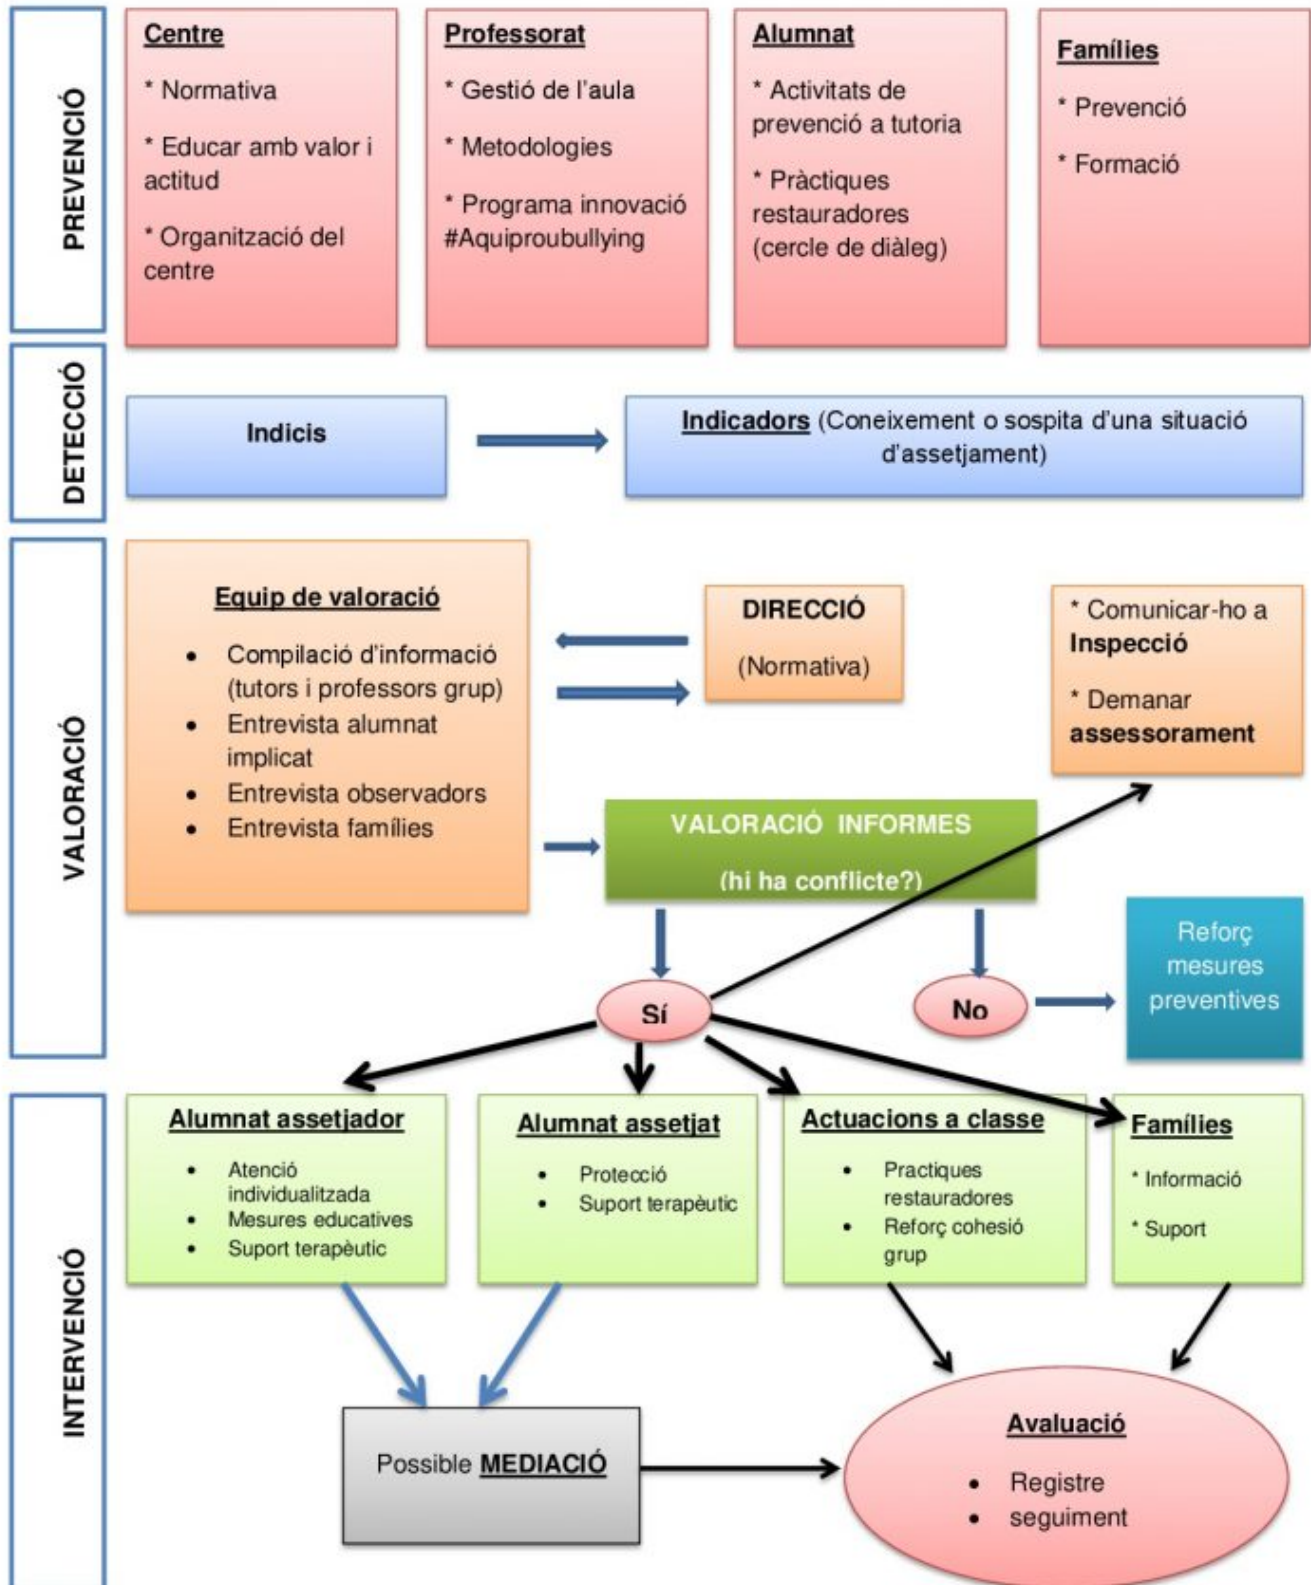 PREVENCIÓ
Centre
* Normativa
* Educar amb valor i
actitud
* Organització del
centre
Professorat
* Gestió de l'aula
* Metodologies
* Programa innovació
#Aquiproubullying
Alumnat
* Activitats de
prevenció a tutoria
* Pràctiques
restauradores
(cercle de diàleg)
Famílies
* Prevenció
* Formació
DETECCIÓ
Indicis
Indicadors (Coneixement o sospita d'una situació
d'assetjament)
VALORACIÓ
Equip de valoració
• Compilació d'informació
(tutors i professors grup)
• Entrevista alumnat
implicat
• Entrevista observadors
• Entrevista famílies
DIRECCIÓ
(Normativa)
* Comunicar-ho a
Inspecció
* Demanar
assessorament
VALORACIÓ INFORMES
(hi ha conflicte?)
Sí
No
Reforç
mesures
preventives
INTERVENCIÓ
Alumnat assetjador
• Atenció
individualitzada
• Mesures educatives
• Suport terapèutic
Alumnat assetjat
• Protecció
• Suport terapèutic
Actuacions a classe
• Practiques
restauradores
• Reforç cohesió
grup
Famílies
* Informació
* Suport
Possible MEDIACIÓ
Avaluació
• Registre
• seguiment